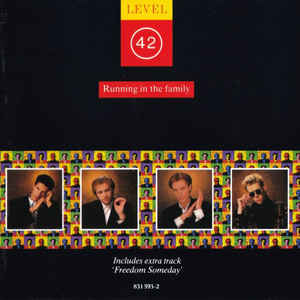 LEVEL
42
Running in the family
Includes extra track
'Freedom Someday'
831 593-2